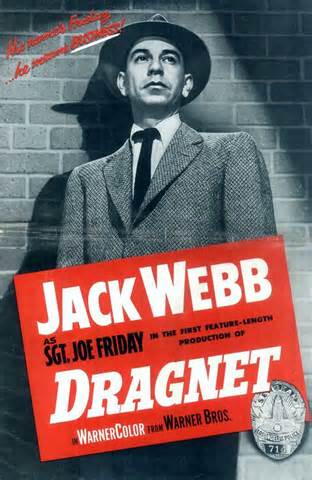 His name's Friday
...he means BUSINESS!
JACK WEBB
AS SGT. JOE FRIDAY IN THE FIRST FEATURE-LENGTH PRODUCTION OF
DRAGNET
IN WARNERCOLOR FROM WARNER BROS.
SERGEANT
714